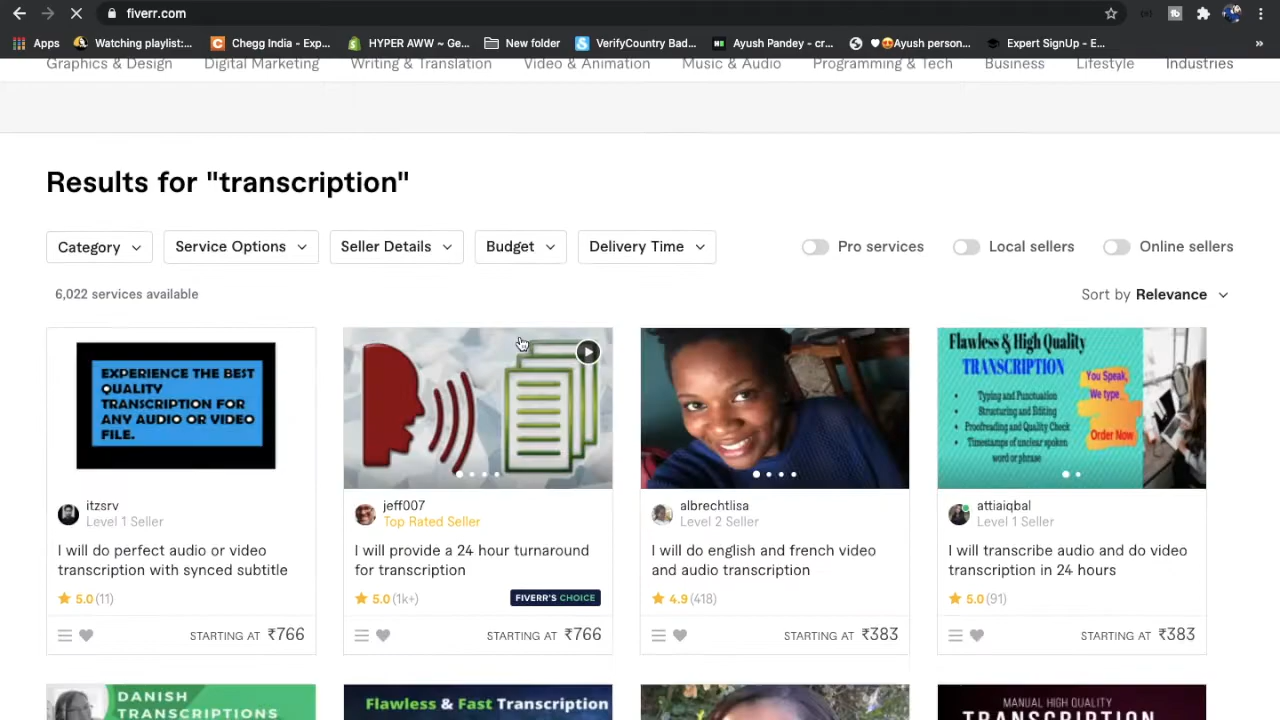 fiverr.com
Apps
Watching playlist:...
Chegg India - Exp...
HYPER AWW ~ Ge...
New folder
VerifyCountry Bad...
Ayush Pandey - cr...
♥😍Ayush person...
Expert SignUp - E...
»
Graphics & Design
Digital Marketing
Writing & Translation
Video & Animation
Music & Audio
Programming & Tech
Business
Lifestyle
Industries
Results for "transcription"
Category
Service Options
Seller Details
Budget
Delivery Time
Pro services
Local sellers
Online sellers
6,022 services available
Sort by Relevance
EXPERIENCE THE BEST
QUALITY
TRANSCRIPTION FOR
ANY AUDIO OR VIDEO
FILE.
itzsrv
Level 1 Seller
I will do perfect audio or video
transcription with synced subtitle
5.0 (11)
STARTING AT ₹766
jeff007
Top Rated Seller
I will provide a 24 hour turnaround
for transcription
5.0 (1k+)
FIVERR'S CHOICE
STARTING AT ₹766
albrechtlisa
Level 2 Seller
I will do english and french video
and audio transcription
4.9 (418)
STARTING AT ₹383
Flawless & High Quality
TRANSCRIPTION
• Typing and Punctuation
• Structuring and Editing
• Proofreading and Quality Check
• Timestamps of unclear spoken
word or phrase
You Speak,
We type
Order Now
attiaiqbal
Level 1 Seller
I will transcribe audio and do video
transcription in 24 hours
5.0 (91)
STARTING AT ₹383
DANISH
TRANSCRIPTIONS
Flawless & Fast Transcription
MANUAL HIGH QUALITY
TRANSCRIPTION